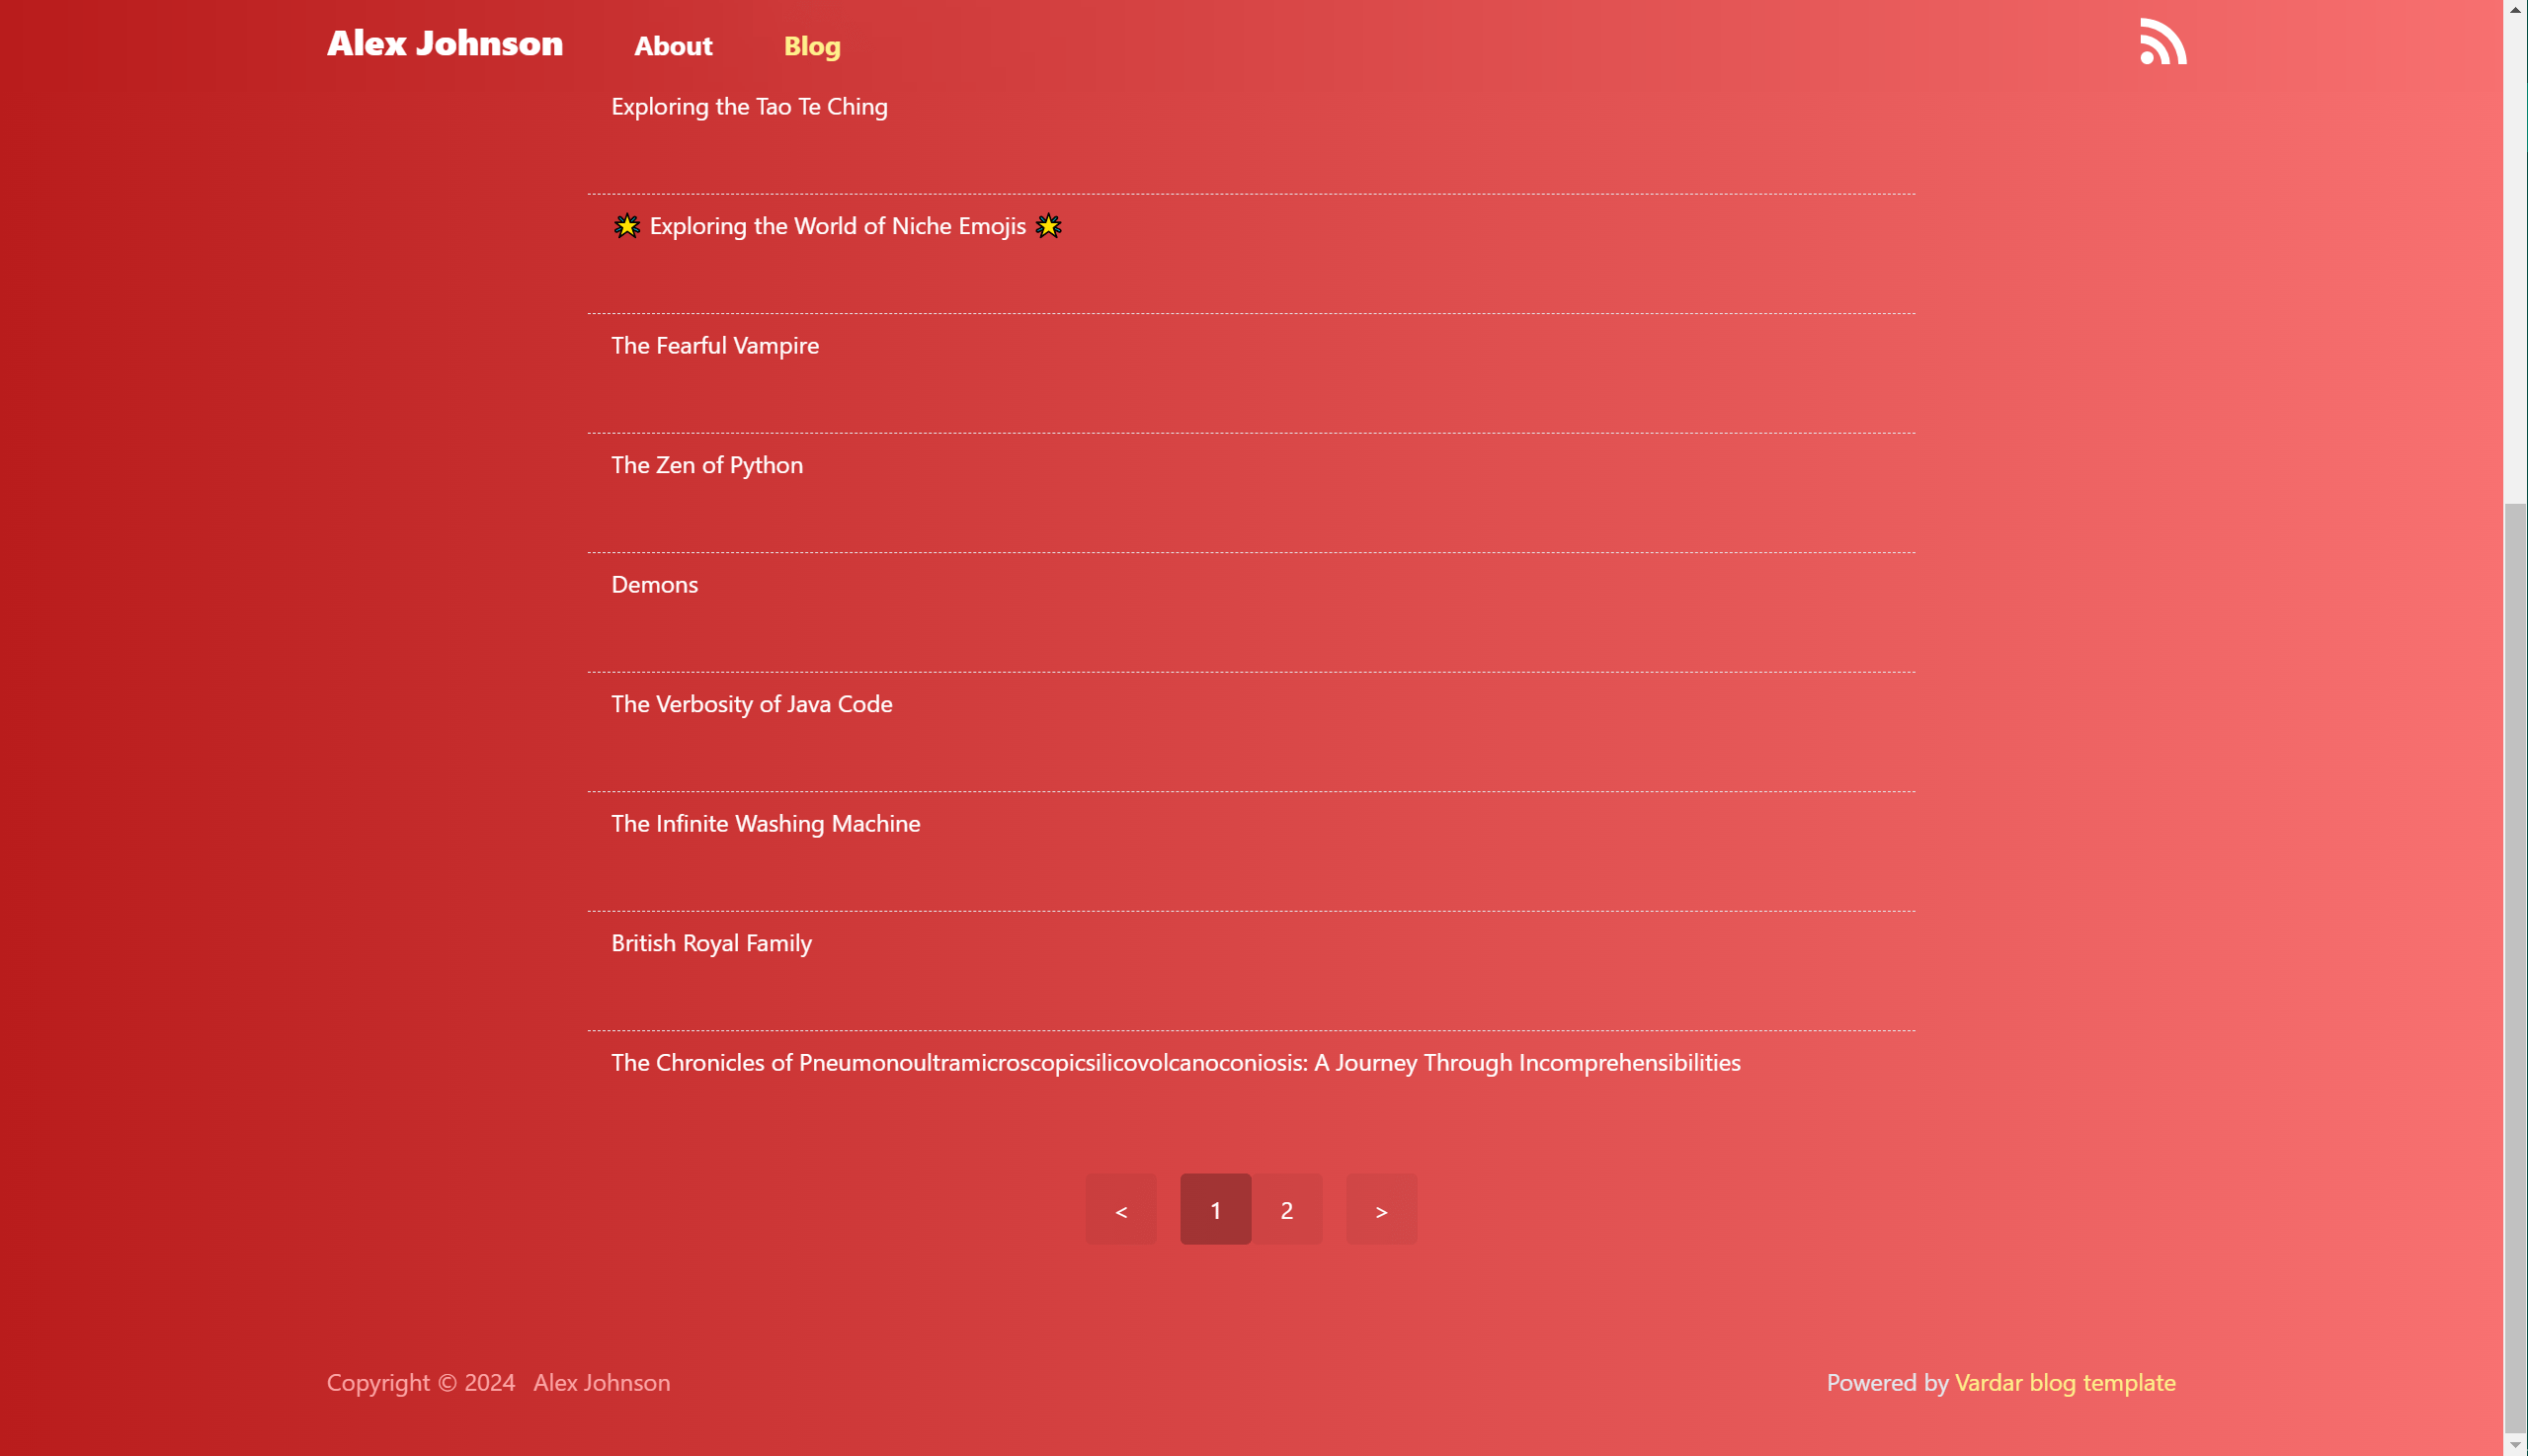 Alex Johnson About Blog
Exploring the Tao Te Ching
🌟 Exploring the World of Niche Emojis 🌟
The Fearful Vampire
The Zen of Python
Demons
The Verbosity of Java Code
The Infinite Washing Machine
British Royal Family
The Chronicles of Pneumonoultramicroscopicsilicovolcanoconiosis: A Journey Through Incomprehensibilities
< 1 2 >
Copyright © 2024 Alex Johnson
Powered by Vardar blog template